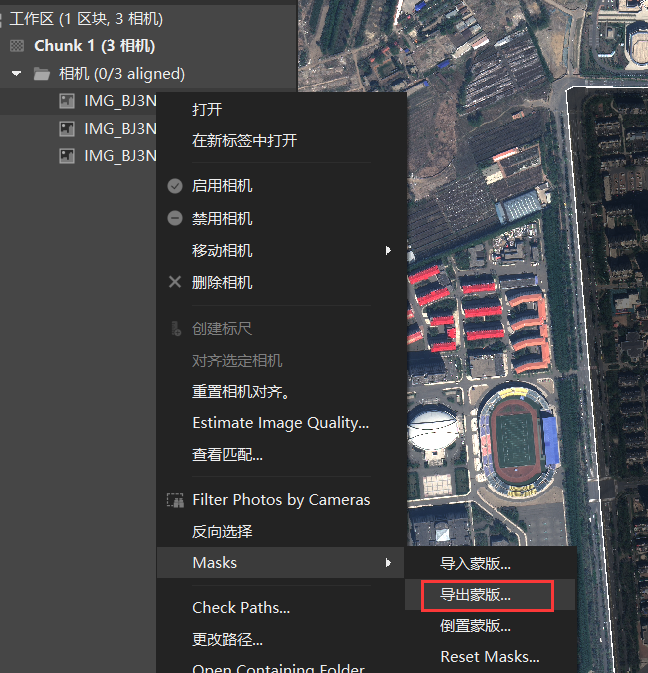 工作区 (1 区块, 3 相机)
Chunk 1 (3 相机)
相机 (0/3 aligned)
IMG_BJ3N
IMG_BJ3N
IMG_BJ3N
打开
在新标签中打开
启用相机
禁用相机
移动相机
删除相机
创建标尺
对齐选定相机
重置相机对齐。
Estimate Image Quality...
查看匹配...
Filter Photos by Cameras
反向选择
Masks
导入蒙版...
导出蒙版...
倒置蒙版...
Reset Masks...
Check Paths...
更改路径...
Open Containing Folder